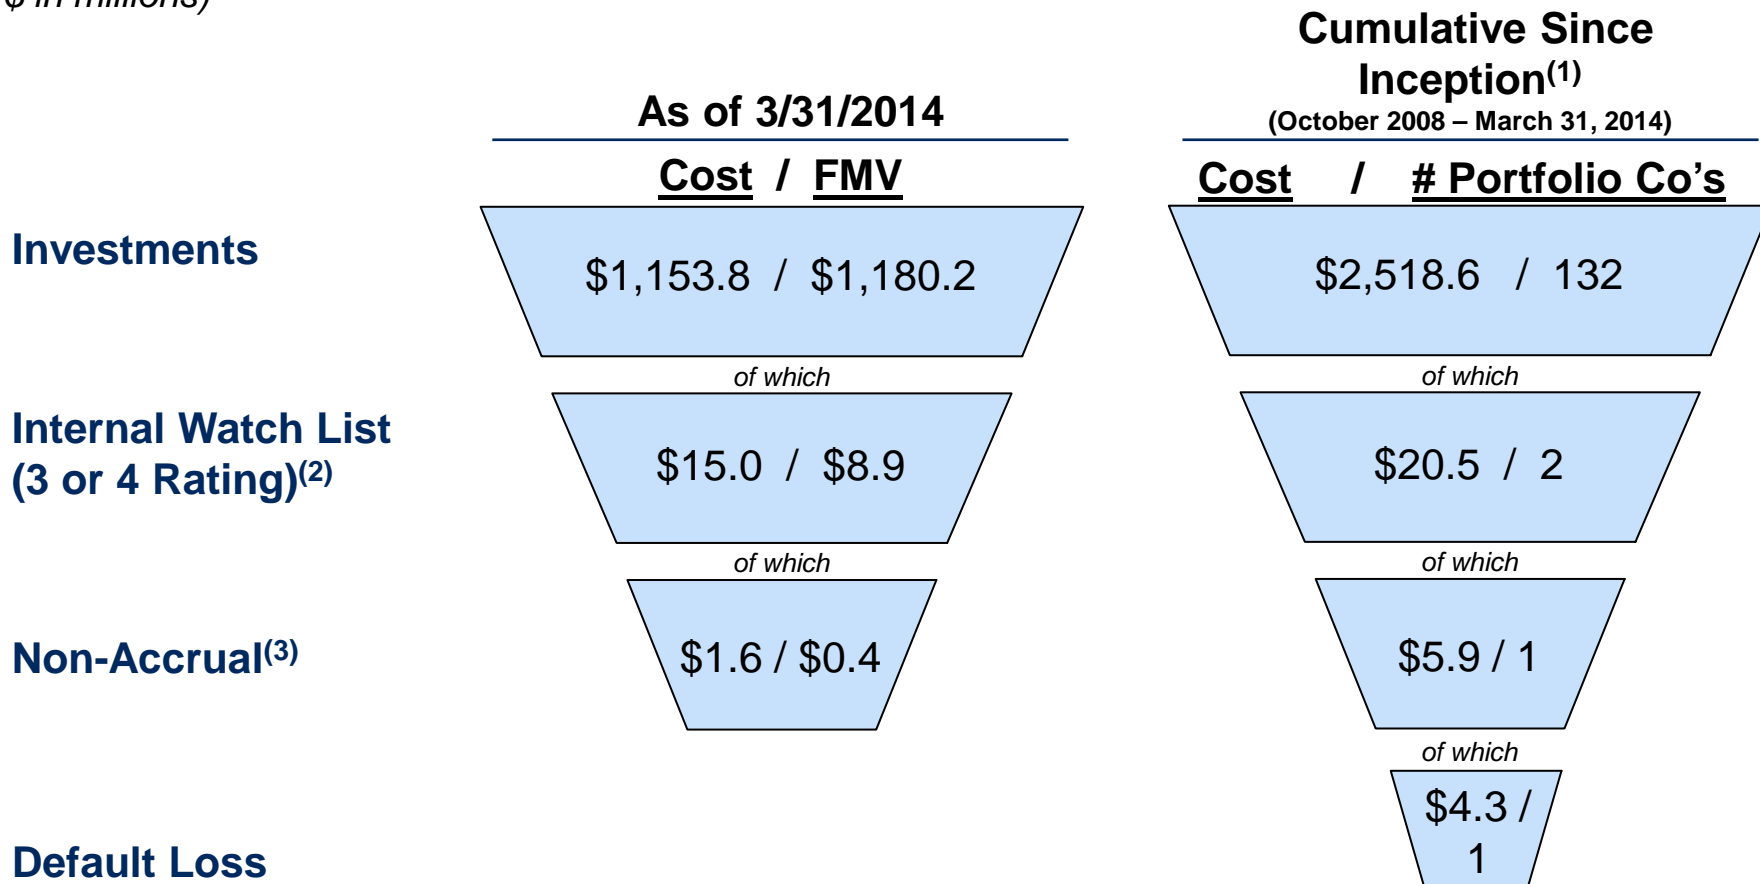 $ in millions)
Cumulative Since
Inception(1)
(October 2008 – March 31, 2014)
As of 3/31/2014
Cost / FMV
Cost / # Portfolio Co's
Investments
$1,153.8 / $1,180.2
$2,518.6 / 132
of which
of which
Internal Watch List
(3 or 4 Rating)(2)
$15.0 / $8.9
$20.5 / 2
of which
of which
Non-Accrual(3)
$1.6 / $0.4
$5.9 / 1
of which
$4.3 /
1
Default Loss